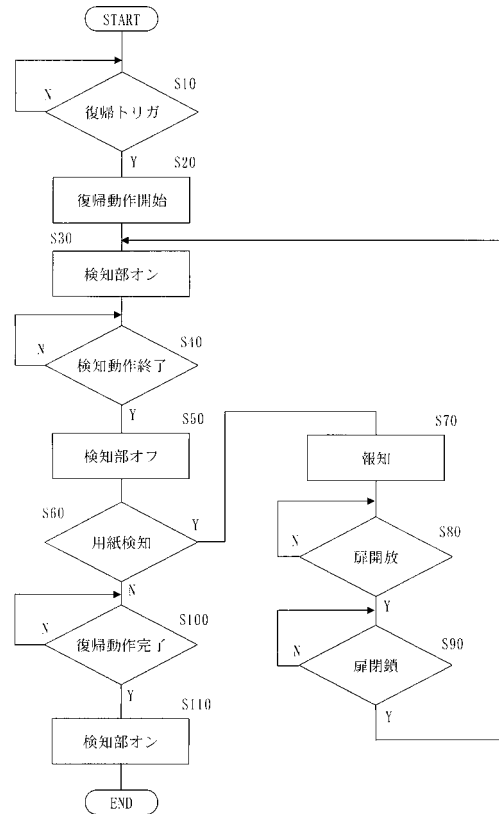 START
S10
復帰トリガ
N
Y
S20
復帰動作開始
S30
検知部オン
S40
検知動作終了
N
Y
S50
検知部オフ
S60
用紙検知
Y
N
S70
報知
S80
扉開放
N
Y
S90
扉閉鎖
N
Y
S100
復帰動作完了
N
Y
S110
検知部オン
END